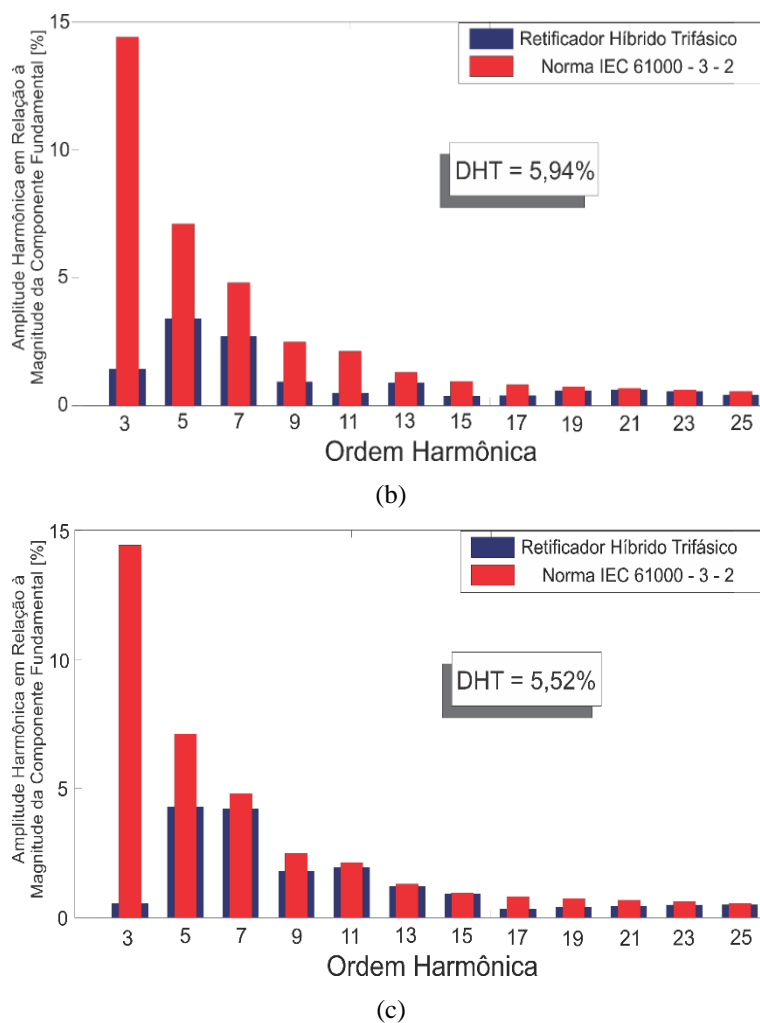 15
10
5
0
Amplitude Harmônica em Relação à
Magnitude da Componente Fundamental [%]
Retificador Híbrido Trifásico
Norma IEC 61000 - 3 - 2
DHT = 5,94%
3 5 7 9 11 13 15 17 19 21 23 25
Ordem Harmônica
(b)
15
10
5
0
Amplitude Harmônica em Relação à
Magnitude da Componente Fundamental [%]
Retificador Híbrido Trifásico
Norma IEC 61000 - 3 - 2
DHT = 5,52%
3 5 7 9 11 13 15 17 19 21 23 25
Ordem Harmônica
(c)